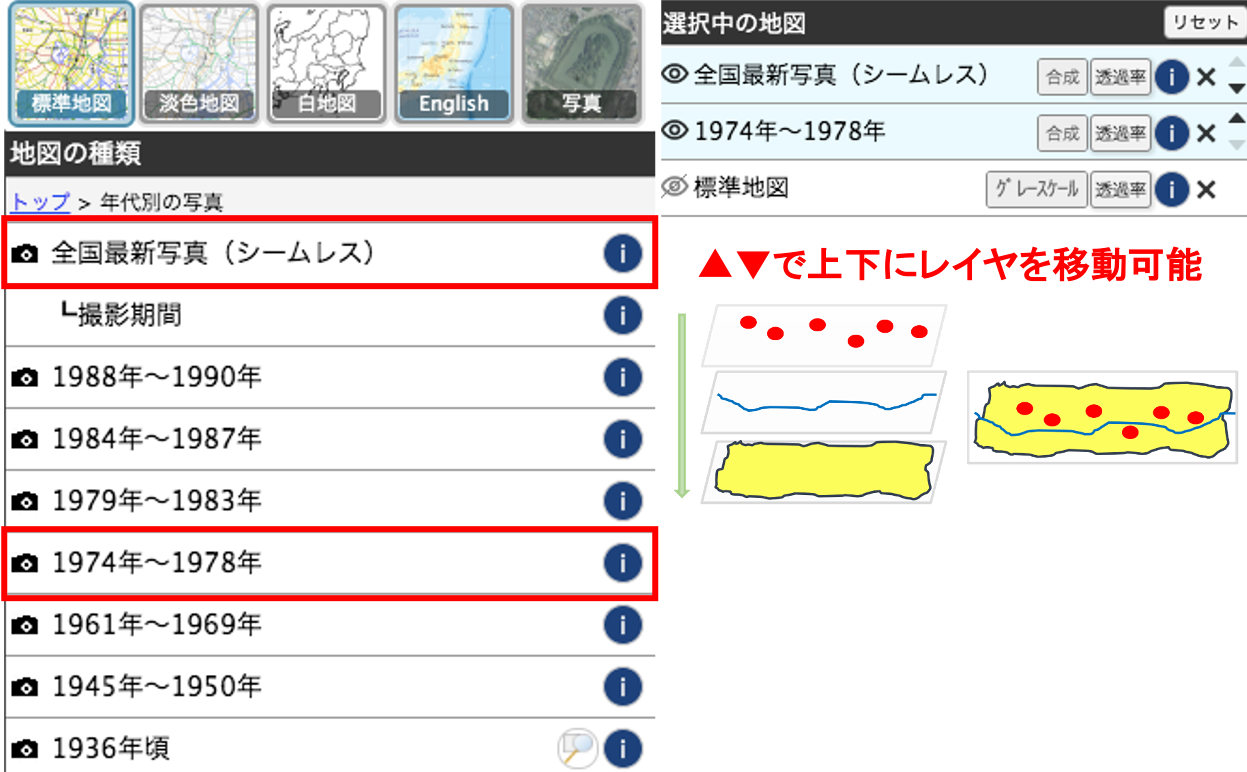 標準地図
淡色地図
白地図
English
写真
地図の種類
トップ > 年代別の写真
全国最新写真（シームレス）
┗撮影期間
1988年～1990年
1984年～1987年
1979年～1983年
1974年～1978年
1961年～1969年
1945年～1950年
1936年頃
選択中の地図
リセット
全国最新写真（シームレス） 合成 透過率
1974年～1978年 合成 透過率
標準地図 ｸﾞﾚｰｽｹｰﾙ 透過率
▲▼で上下にレイヤを移動可能